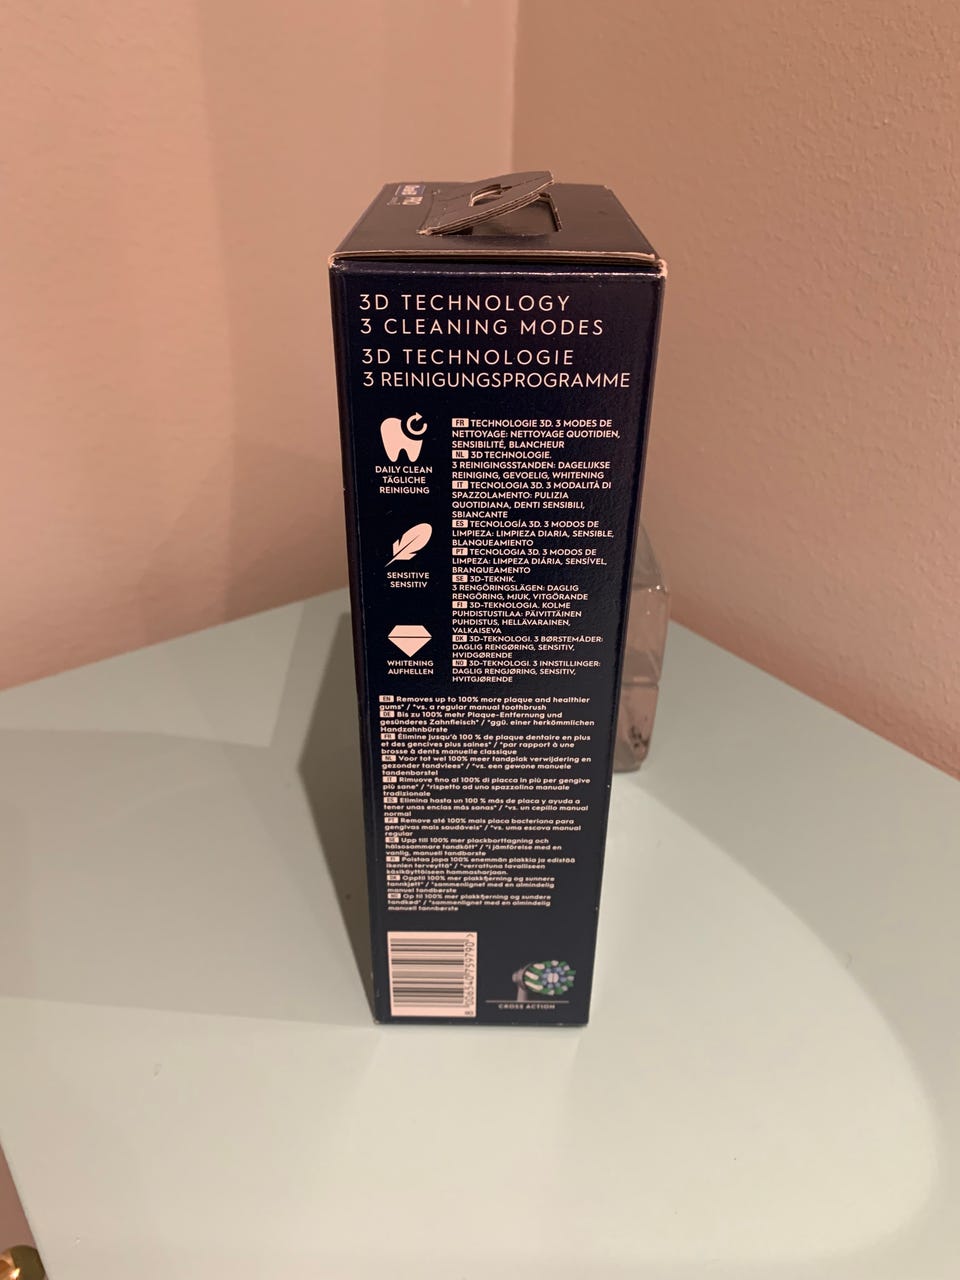 Oral-B
PRO
3D TECHNOLOGY
3 CLEANING MODES
3D TECHNOLOGIE
3 REINIGUNGSPROGRAMME
DAILY CLEAN
TÄGLICHE
REINIGUNG
SENSITIVE
SENSITIV
WHITENING
AUFHELLEN
FR TECHNOLOGIE 3D. 3 MODES DE
NETTOYAGE: NETTOYAGE QUOTIDIEN,
SENSIBILITÉ, BLANCHEUR
NL 3D TECHNOLOGIE.
3 REINIGINGSSTANDEN: DAGELIJKSE
REINIGING, GEVOELIG, WHITENING
IT TECNOLOGIA 3D. 3 MODALITÀ DI
SPAZZOLAMENTO: PULIZIA
QUOTIDIANA, DENTI SENSIBILI,
SBIANCANTE
ES TECNOLOGÍA 3D. 3 MODOS DE
LIMPIEZA: LIMPIEZA DIARIA, SENSIBLE,
BLANQUEAMIENTO
PT TECNOLOGIA 3D. 3 MODOS DE
LIMPEZA: LIMPEZA DIÁRIA, SENSÍVEL,
BRANQUEAMENTO
SE 3D-TEKNIK.
3 RENGÖRINGSLÄGEN: DAGLIG
RENGÖRING, MJUK, VITGÖRANDE
FI 3D-TEKNOLOGIA. KOLME
PUHDISTUSTILAA: PÄIVITTÄINEN
PUHDISTUS, HELLÄVARAINEN,
VALKAISEVA
DK 3D-TEKNOLOGI. 3 BØRSTEMÅDER:
DAGLIG RENGØRING, SENSITIV,
HVIDGØRENDE
NO 3D-TEKNOLOGI. 3 INNSTILLINGER:
DAGLIG RENGJØRING, SENSITIV,
HVITGJØRENDE
EN Removes up to 100% more plaque and healthier
gums* / *vs. a regular manual toothbrush
DE Bis zu 100% mehr Plaque-Entfernung und
gesünderes Zahnfleisch* / *ggü. einer herkömmlichen
Handzahnbürste
FR Élimine jusqu'à 100 % de plaque dentaire en plus
et des gencives plus saines* / *par rapport à une
brosse à dents manuelle classique
NL Voor tot wel 100% meer tandplak verwijdering en
gezonder tandvlees* / *vs. een gewone manuele
tandenborstel
IT Rimuove fino al 100% di placca in più per gengive
più sane* / *rispetto ad uno spazzolino manuale
tradizionale
ES Elimina hasta un 100 % más de placa y ayuda a
tener unas encías más sanas* / *vs. un cepillo manual
normal
PT Remove até 100% mais placa bacteriana para
gengivas mais saudáveis* / *vs. uma escova manual
regular
SE Upp till 100% mer plackborttagning och
hälsosammare tandkött* / *i jämförelse med en
vanlig, manuell tandborste
FI Poistaa jopa 100% enemmän plakkia ja edistää
ikenien terveyttä* / *verrattuna tavalliseen
käsikäyttöiseen hammasharjaan.
DK Opptil 100% mer plakkfjerning og sunnere
tannkjøtt* / *sammenlignet med en almindelig
manuel tandbørste
NO Op til 100% mer plakkfjerning og sundere
tandkød* / *sammenlignet med en almindelig
manuell tannbørste
8 006540 759790 >
CROSS ACTION